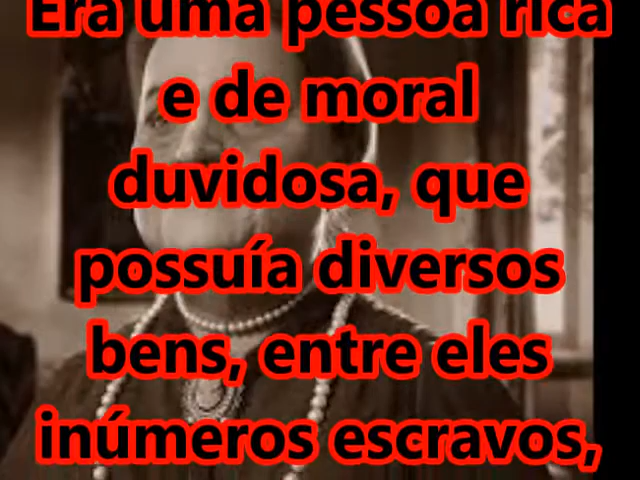 Era uma pessoa rica
e de moral
duvidosa, que
possuía diversos
bens, entre eles
inúmeros escravos,